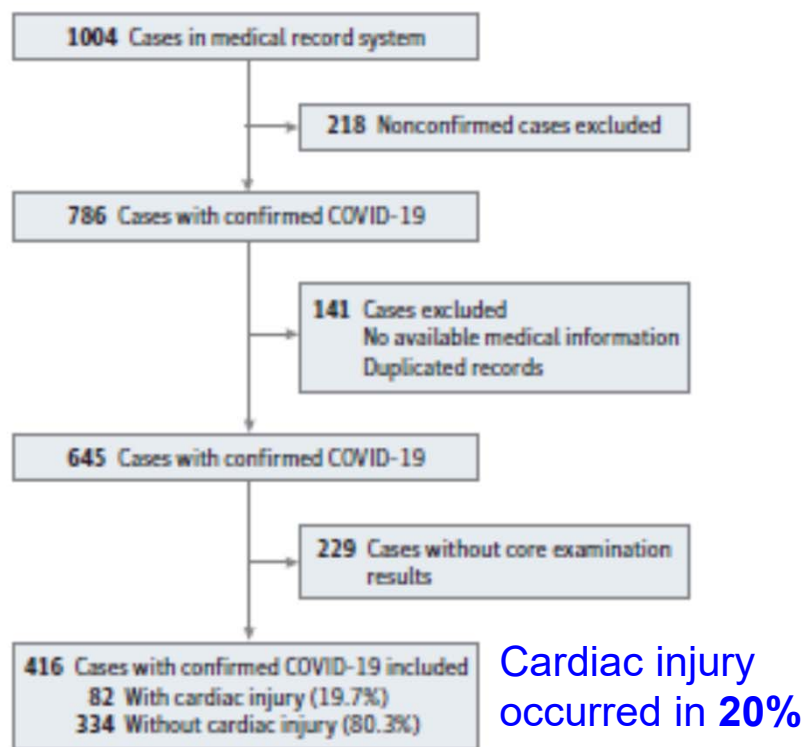 1004 Cases in medical record system
218 Nonconfirmed cases excluded
786 Cases with confirmed COVID-19
141 Cases excluded
No available medical information
Duplicated records
645 Cases with confirmed COVID-19
229 Cases without core examination
results
416 Cases with confirmed COVID-19 included
82 With cardiac injury (19.7%)
334 Without cardiac injury (80.3%)
Cardiac injury
occurred in 20%